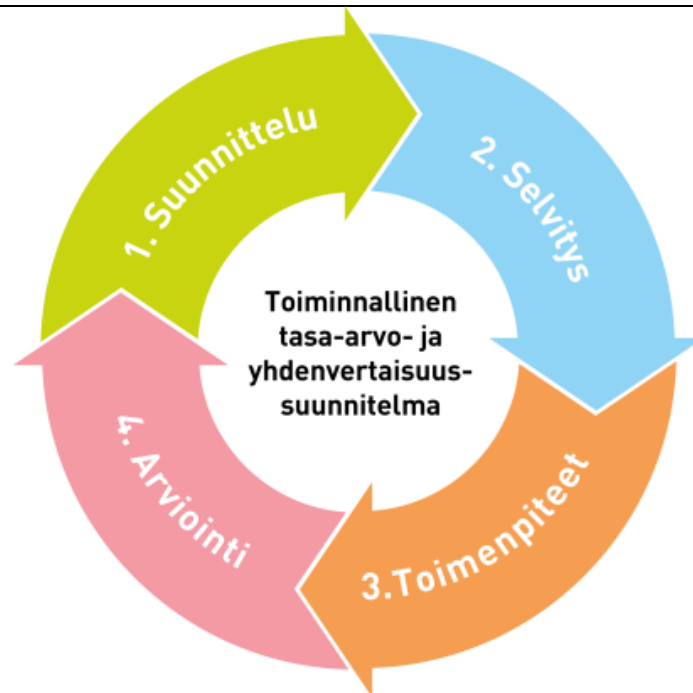 1. Suunnittelu
2. Selvitys
Toiminnallinen
tasa-arvo- ja
yhdenvertaisuus-
suunnitelma
3.Toimenpiteet
4. Arviointi